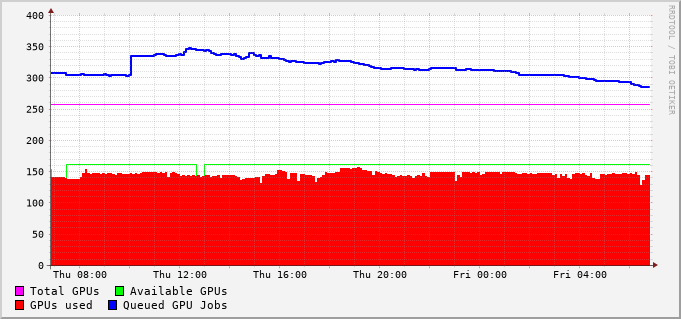 400
350
300
250
200
150
100
50
0
Thu 08:00 Thu 12:00 Thu 16:00 Thu 20:00 Fri 00:00 Fri 04:00
Total GPUs Available GPUs
GPUs used Queued GPU Jobs
RRDTOOL / TOBI OETIKER